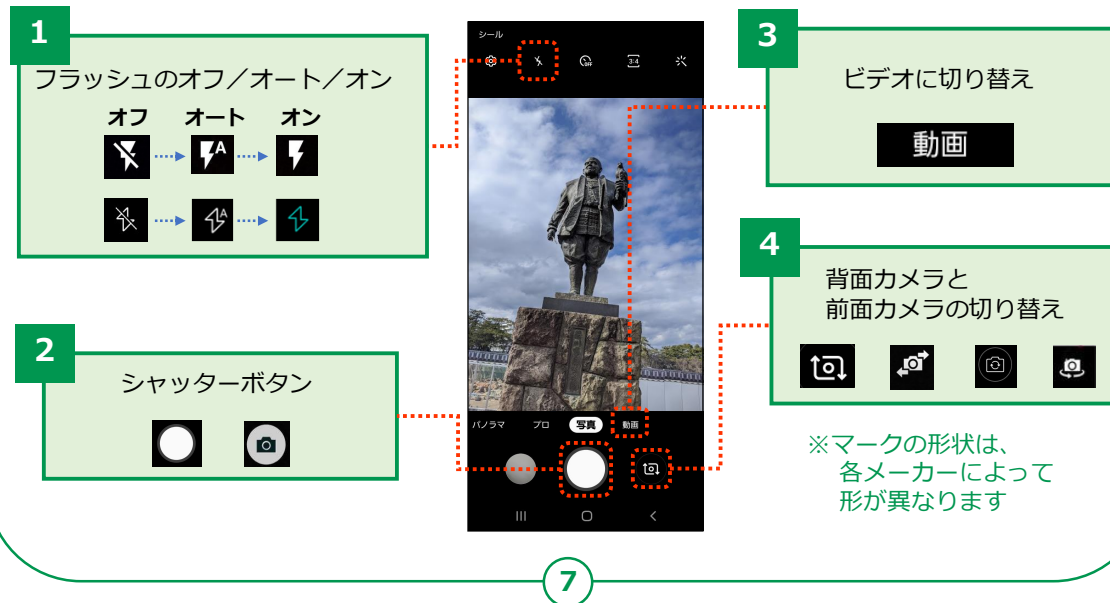 1
フラッシュのオフ／オート／オン
オフ オート オン
A
A
2
シャッターボタン
シール
OFF
3:4
パノラマ プロ 写真 動画
3
ビデオに切り替え
動画
4
背面カメラと
前面カメラの切り替え
※マークの形状は、
各メーカーによって
形が異なります
7